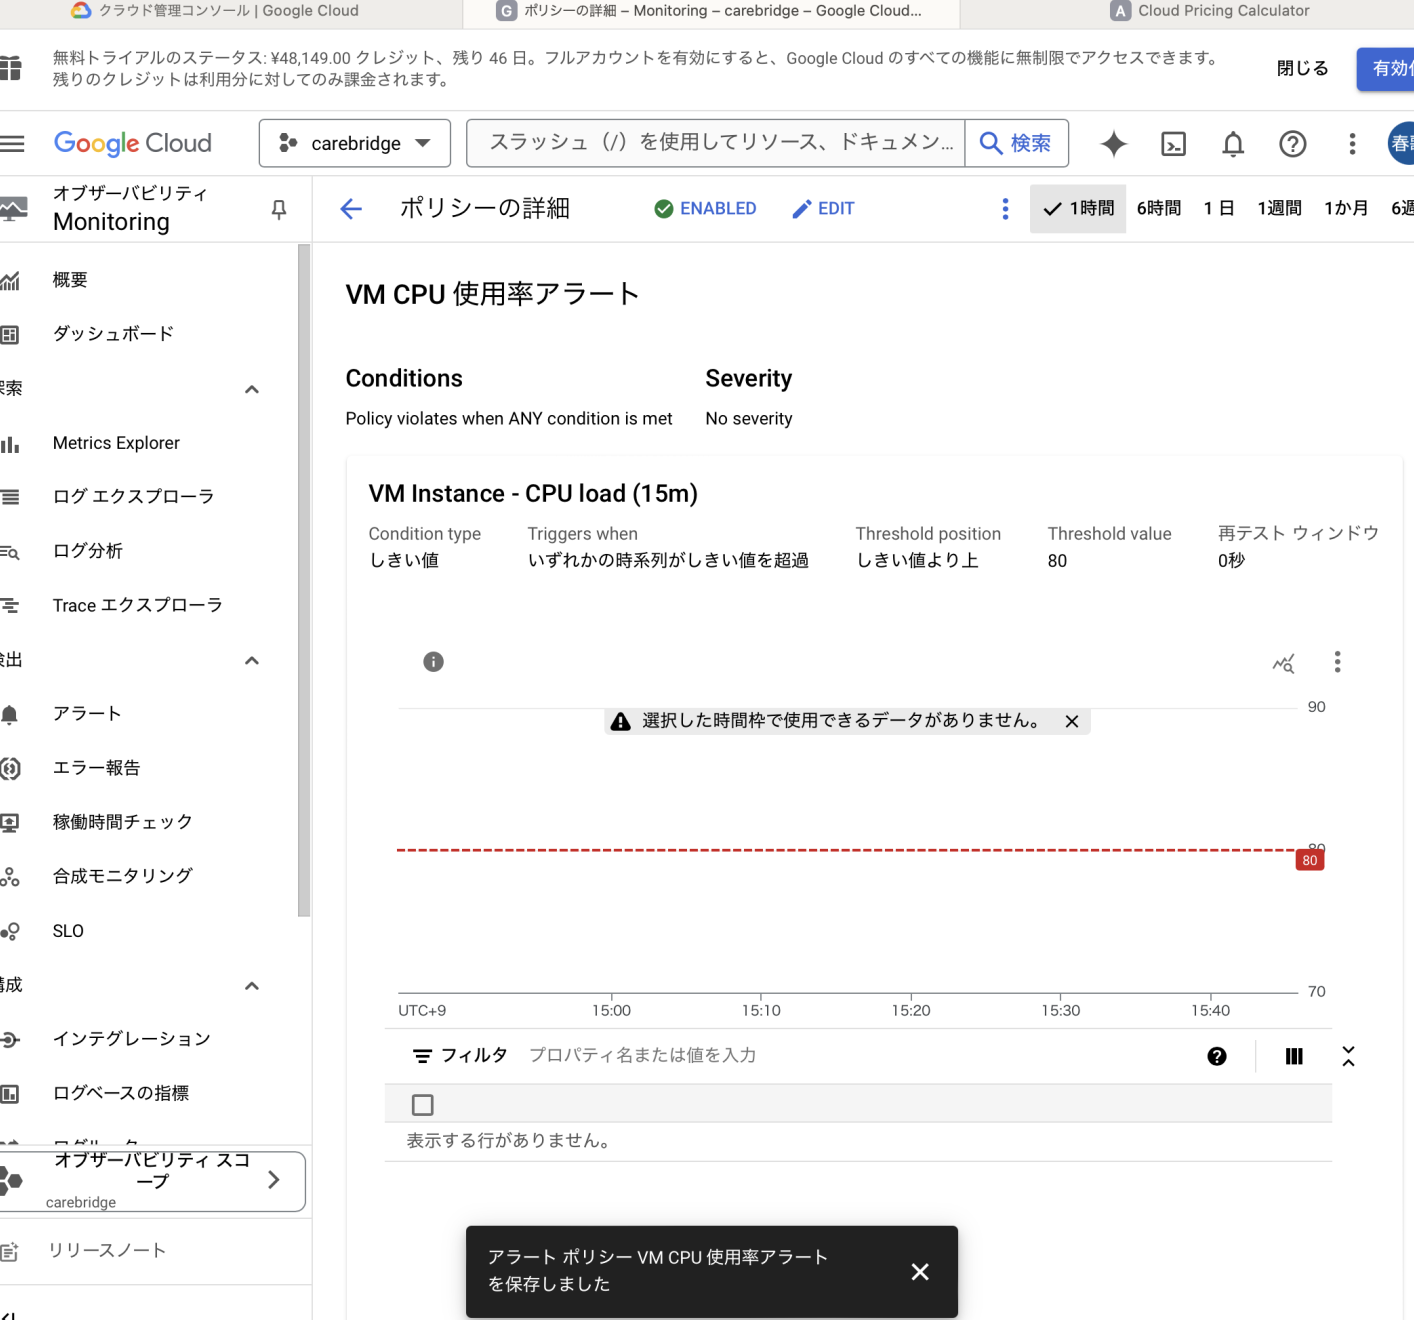 クラウド管理コンソール | Google Cloud
G ポリシーの詳細 – Monitoring – carebridge – Google Cloud...
A Cloud Pricing Calculator
無料トライアルのステータス: ¥48,149.00 クレジット、残り 46 日。フルアカウントを有効にすると、Google Cloud のすべての機能に無制限でアクセスできます。
残りのクレジットは利用分に対してのみ課金されます。
閉じる
有効
Google Cloud
carebridge
スラッシュ（/）を使用してリソース、ドキュメン...
検索
春
オブザーバビリティ
Monitoring
ポリシーの詳細
ENABLED
EDIT
1時間
6時間
1 日
1週間
1か月
6週
概要
ダッシュボード
探索
Metrics Explorer
ログ エクスプローラ
ログ分析
Trace エクスプローラ
検出
アラート
エラー報告
稼働時間チェック
合成モニタリング
SLO
構成
インテグレーション
ログベースの指標
オブザーバビリティ スコ
ープ
carebridge
リリースノート
VM CPU 使用率アラート
Conditions
Severity
Policy violates when ANY condition is met
No severity
VM Instance - CPU load (15m)
Condition type
Triggers when
Threshold position
Threshold value
再テスト ウィンドウ
しきい値
いずれかの時系列がしきい値を超過
しきい値より上
80
0秒
90
選択した時間枠で使用できるデータがありません。
80
80
70
UTC+9
15:00
15:10
15:20
15:30
15:40
フィルタ
プロパティ名または値を入力
表示する行がありません。
アラート ポリシー VM CPU 使用率アラート
を保存しました